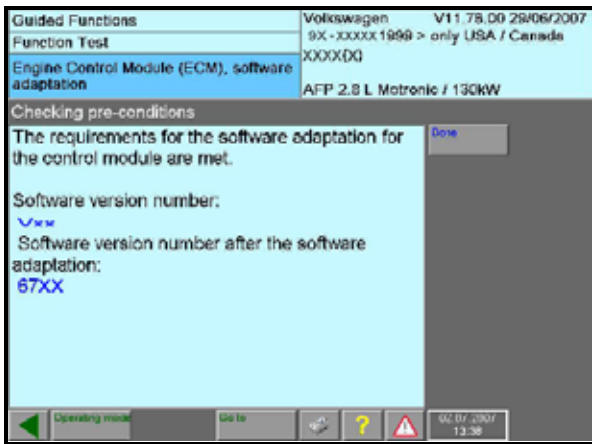 Guided Functions
Function Test
Engine Control Module (ECM), software
adaptation
Volkswagen V11.78.00 29/06/2007
9X-XXXXX 1999 > only USA / Canada
XXXX(X)
AFP 2.8 L Motronic / 130kW
Checking pre-conditions
The requirements for the software adaptation for
the control module are met.
Software version number:
Software version number after the software
adaptation:
67XX
Done
Operating mode
Go to
02.07.2007
13:38